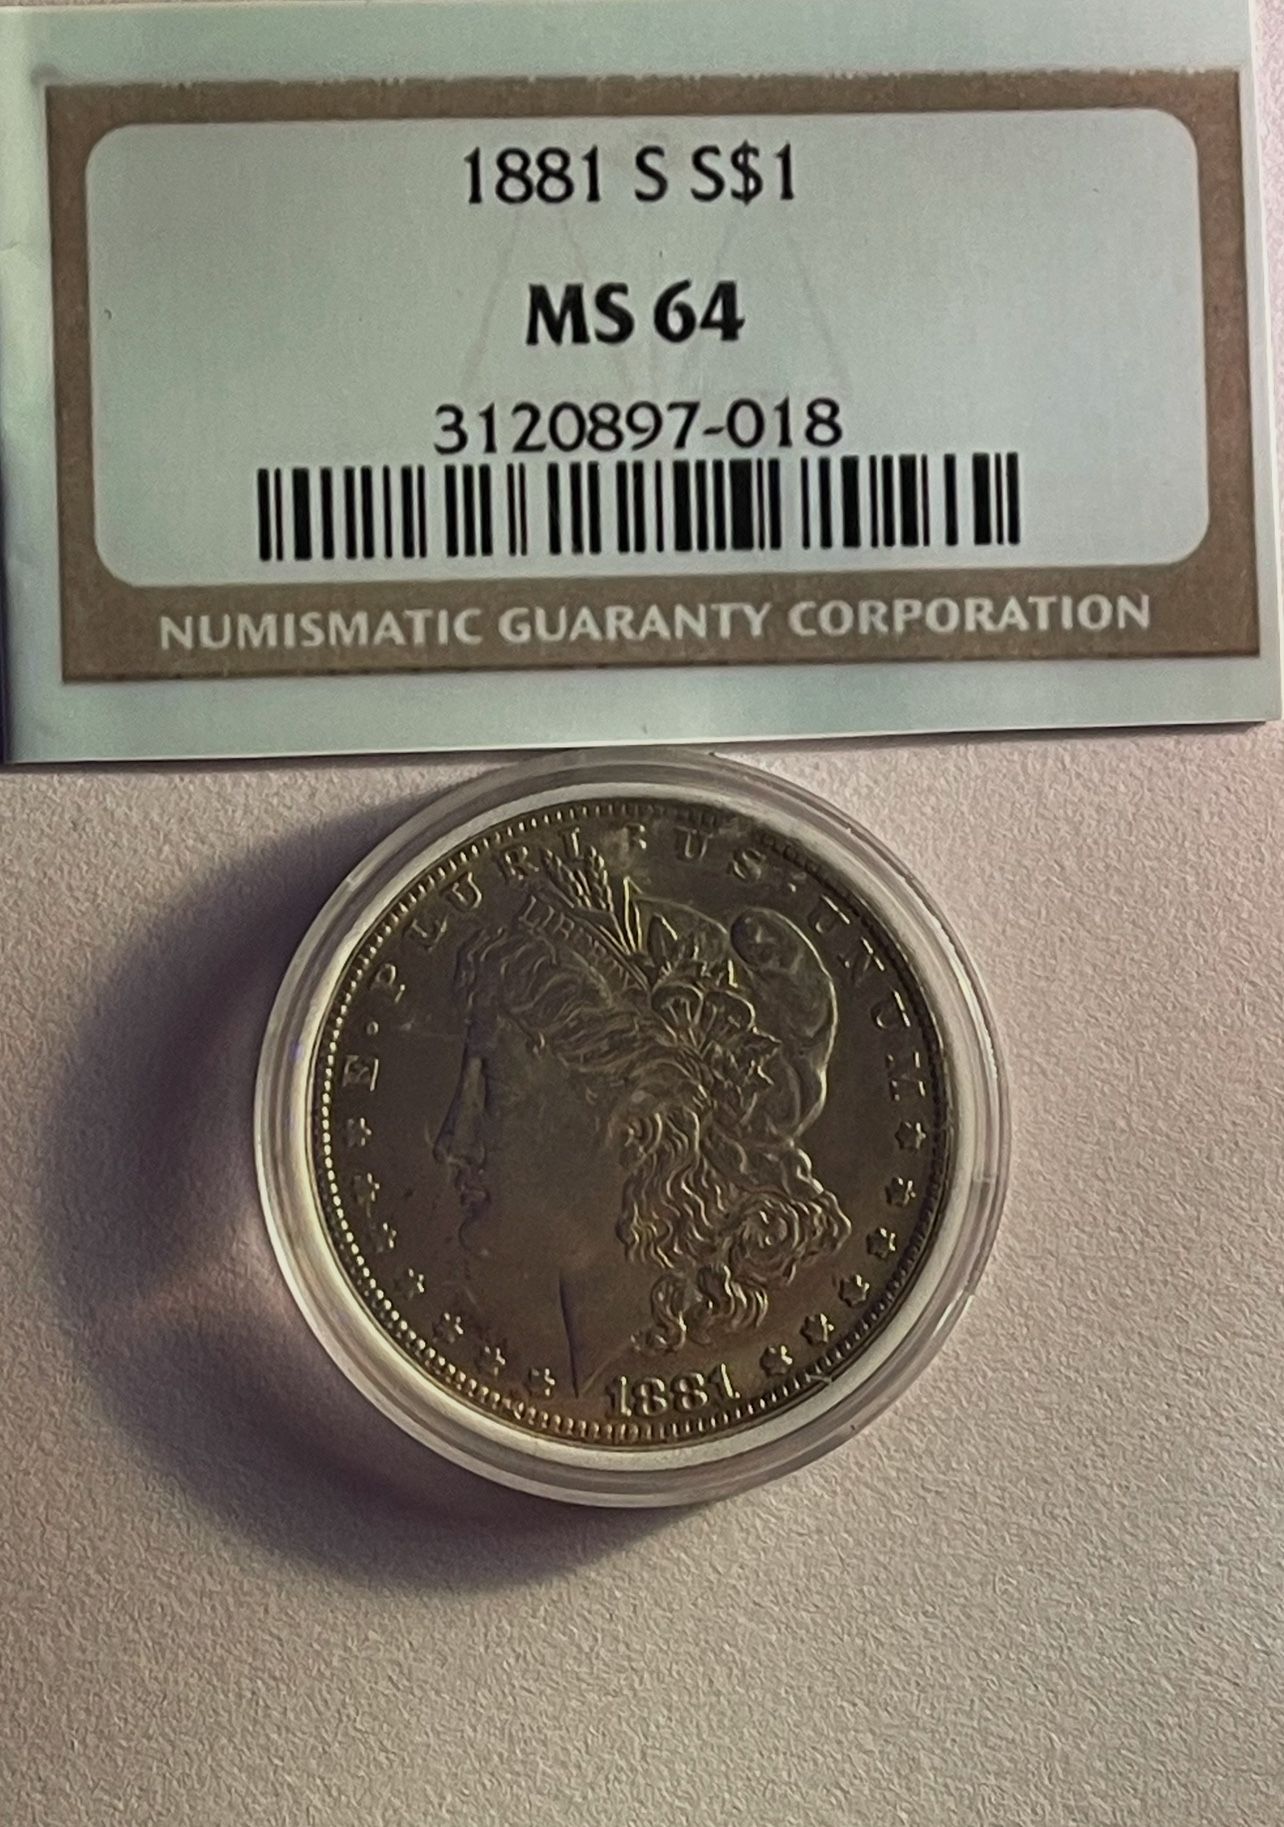 1881 S S$1
MS 64
3120897-018
NUMISMATIC GUARANTY CORPORATION
E·PLURIBUS·UNUM
LIBERTY
1881